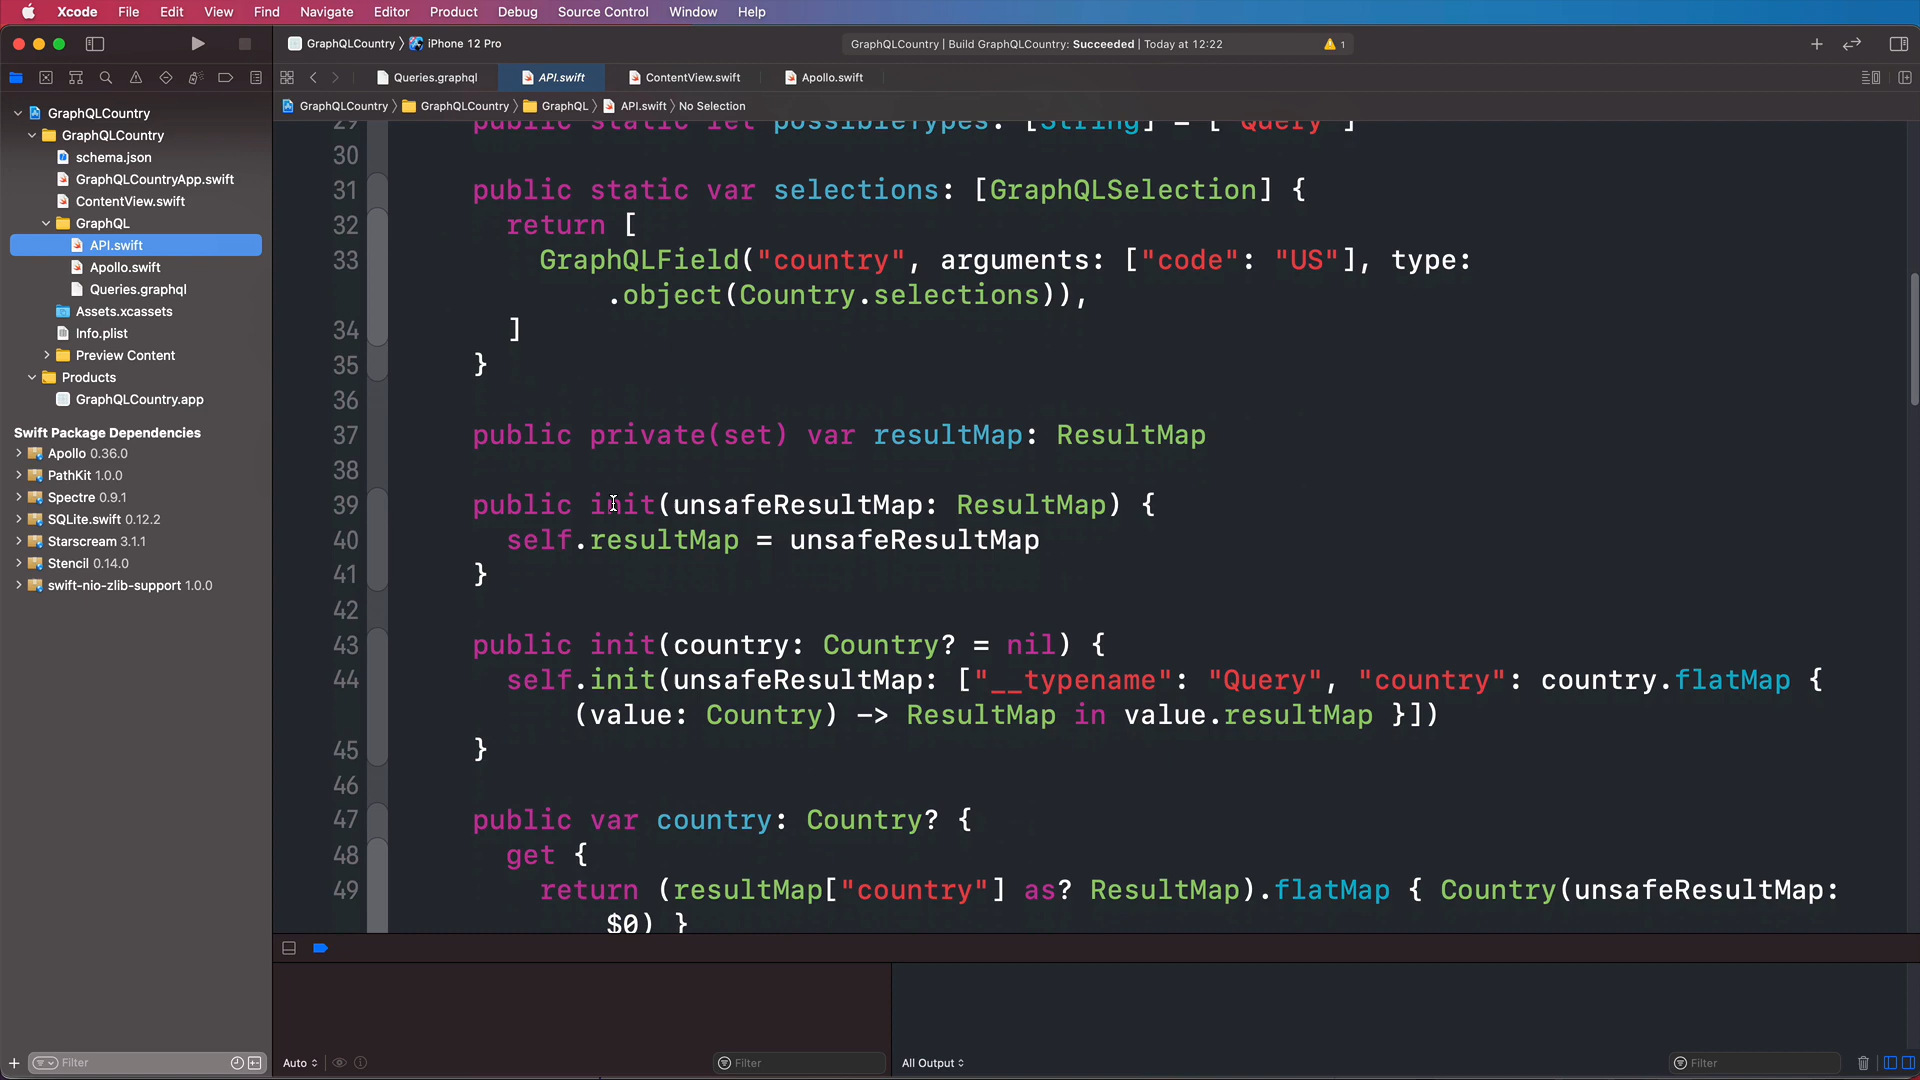 Xcode File Edit View Find Navigate Editor Product Debug Source Control Window Help
GraphQLCountry iPhone 12 Pro
GraphQLCountry | Build GraphQLCountry: Succeeded | Today at 12:22
1
Queries.graphql API.swift ContentView.swift Apollo.swift
GraphQLCountry GraphQLCountry GraphQL API.swift No Selection
GraphQLCountry
GraphQLCountry
schema.json
GraphQLCountryApp.swift
ContentView.swift
GraphQL
API.swift
Apollo.swift
Queries.graphql
Assets.xcassets
Info.plist
Preview Content
Products
GraphQLCountry.app
Swift Package Dependencies
Apollo 0.36.0
PathKit 1.0.0
Spectre 0.9.1
SQLite.swift 0.12.2
Starscream 3.1.1
Stencil 0.14.0
swift-nio-zlib-support 1.0.0
Filter
29 public static let possibleTypes: [String] = ["Query"]
30
31 public static var selections: [GraphQLSelection] {
32 return [
33 GraphQLField("country", arguments: ["code": "US"], type:
.object(Country.selections)),
34 ]
35 }
36
37 public private(set) var resultMap: ResultMap
38
39 public init(unsafeResultMap: ResultMap) {
40 self.resultMap = unsafeResultMap
41 }
42
43 public init(country: Country? = nil) {
44 self.init(unsafeResultMap: ["__typename": "Query", "country": country.flatMap {
(value: Country) -> ResultMap in value.resultMap }])
45 }
46
47 public var country: Country? {
48 get {
49 return (resultMap["country"] as? ResultMap).flatMap { Country(unsafeResultMap:
$0) }
Auto Filter
All Output Filter